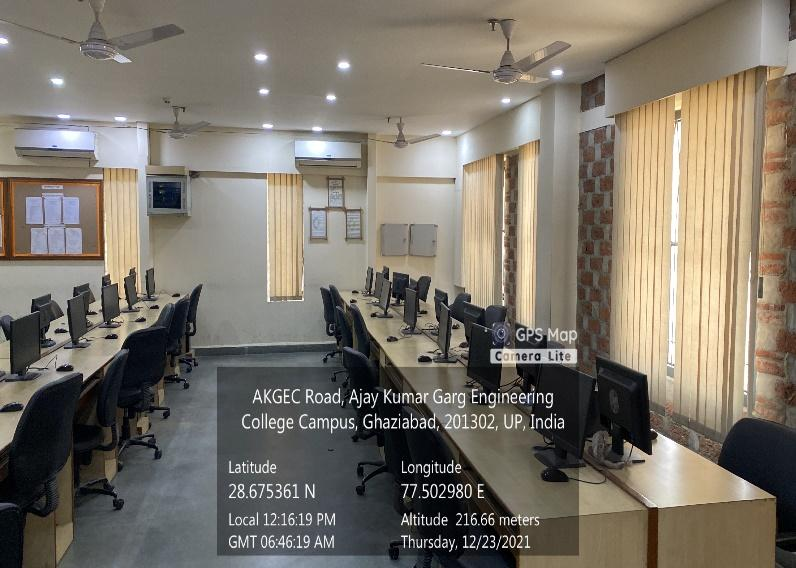 GPS Map
Camera Lite
AKGEC Road, Ajay Kumar Garg Engineering
College Campus, Ghaziabad, 201302, UP, India
Latitude
28.675361 N
Longitude
77.502980 E
Local 12:16:19 PM
GMT 06:46:19 AM
Altitude 216.66 meters
Thursday, 12/23/2021